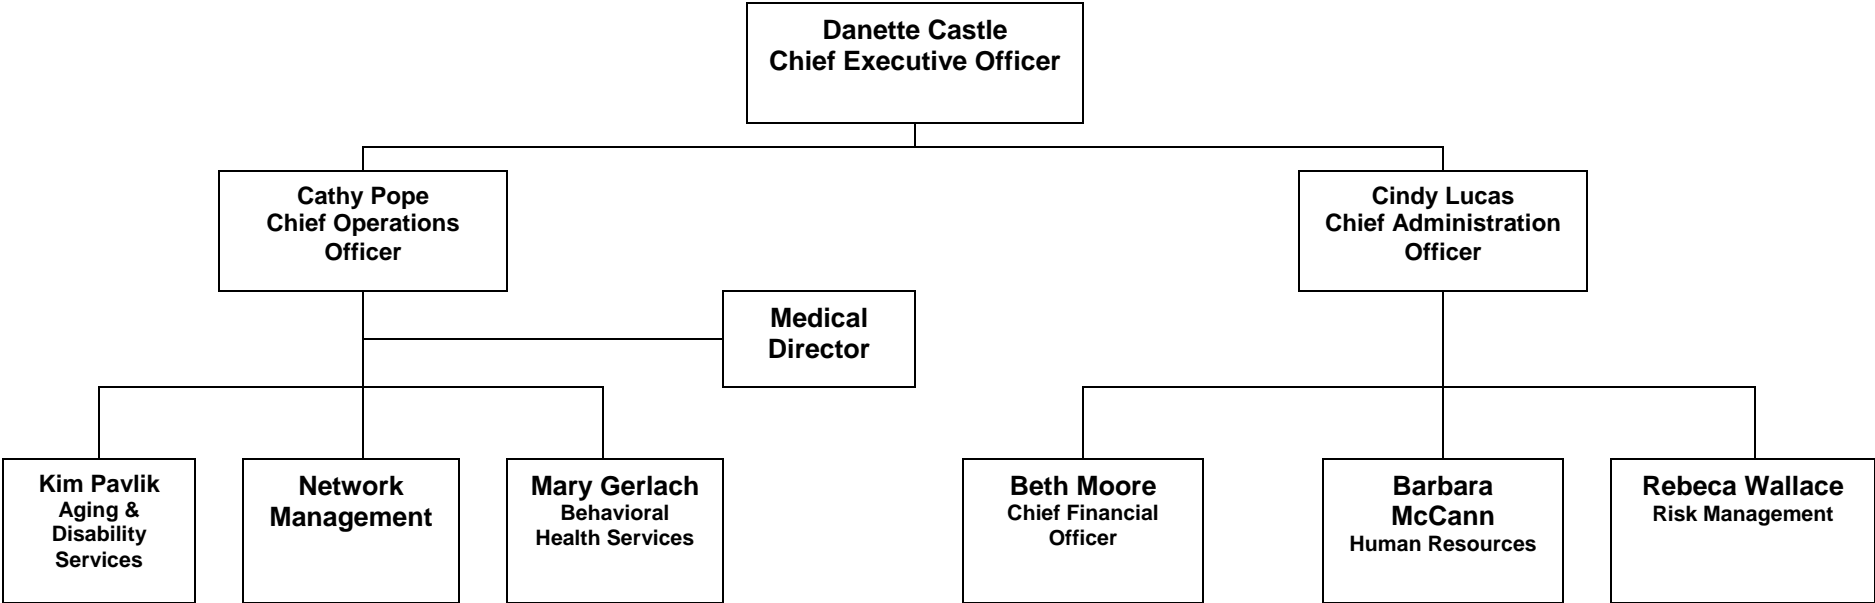 Danette Castle
Chief Executive Officer
Cathy Pope
Chief Operations
Officer
Cindy Lucas
Chief Administration
Officer
Medical
Director
Kim Pavlik
Aging &
Disability
Services
Network
Management
Mary Gerlach
Behavioral
Health Services
Beth Moore
Chief Financial
Officer
Barbara
McCann
Human Resources
Rebeca Wallace
Risk Management